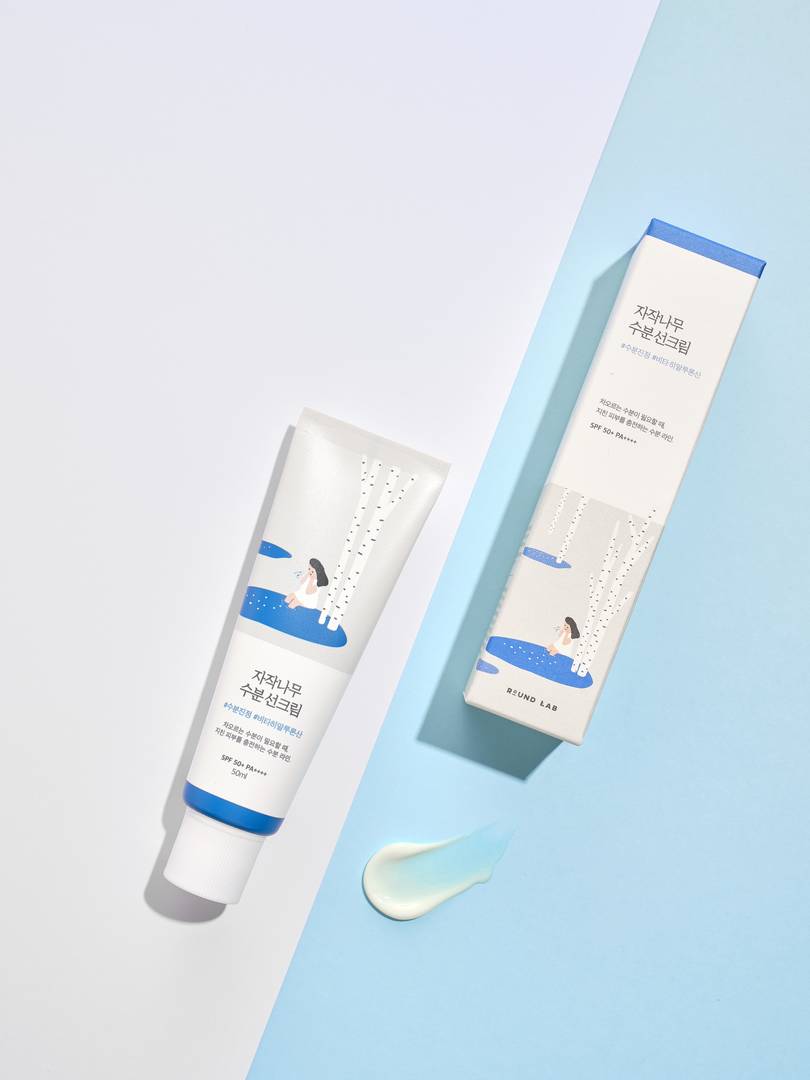 자작나무
수분 선크림
#수분진정 #비타히알루론산
차오르는 수분이 필요할 때,
지친 피부를 충전하는 수분 라인.
SPF 50+ PA++++
50ml
자작나무
수분 선크림
#수분진정 #비타히알루론산
차오르는 수분이 필요할 때,
지친 피부를 충전하는 수분 라인.
SPF 50+ PA++++
ROUND LAB